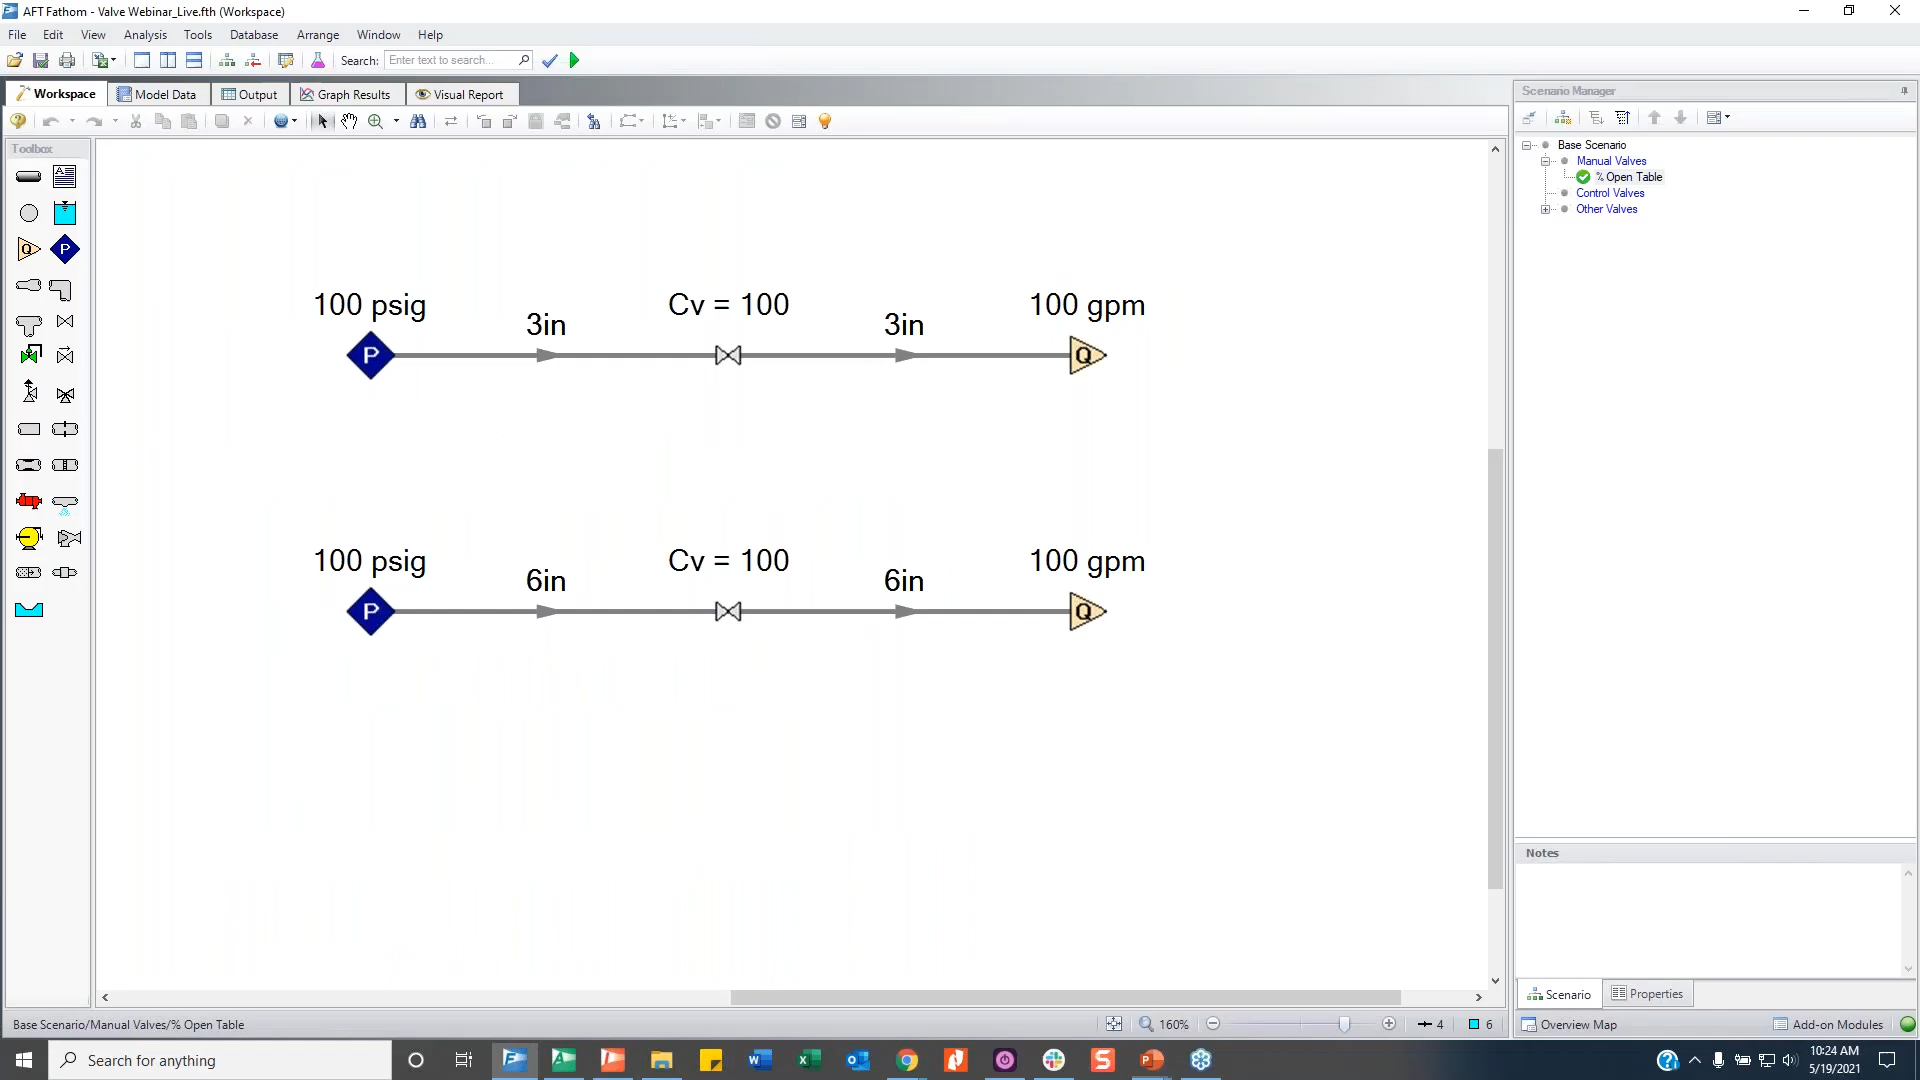 AFT Fathom - Valve Webinar_Live.fth (Workspace)
File Edit View Analysis Tools Database Arrange Window Help
Search: Enter text to search...
Workspace Model Data Output Graph Results Visual Report
Scenario Manager
Toolbox
Base Scenario
Manual Valves
% Open Table
Control Valves
Other Valves
100 psig 3in Cv = 100 3in 100 gpm
P Q
100 psig 6in Cv = 100 6in 100 gpm
P Q
Q P
Notes
Scenario Properties
Base Scenario/Manual Valves/% Open Table 160% 4 6 Overview Map Add-on Modules
Search for anything
10:24 AM
5/19/2021